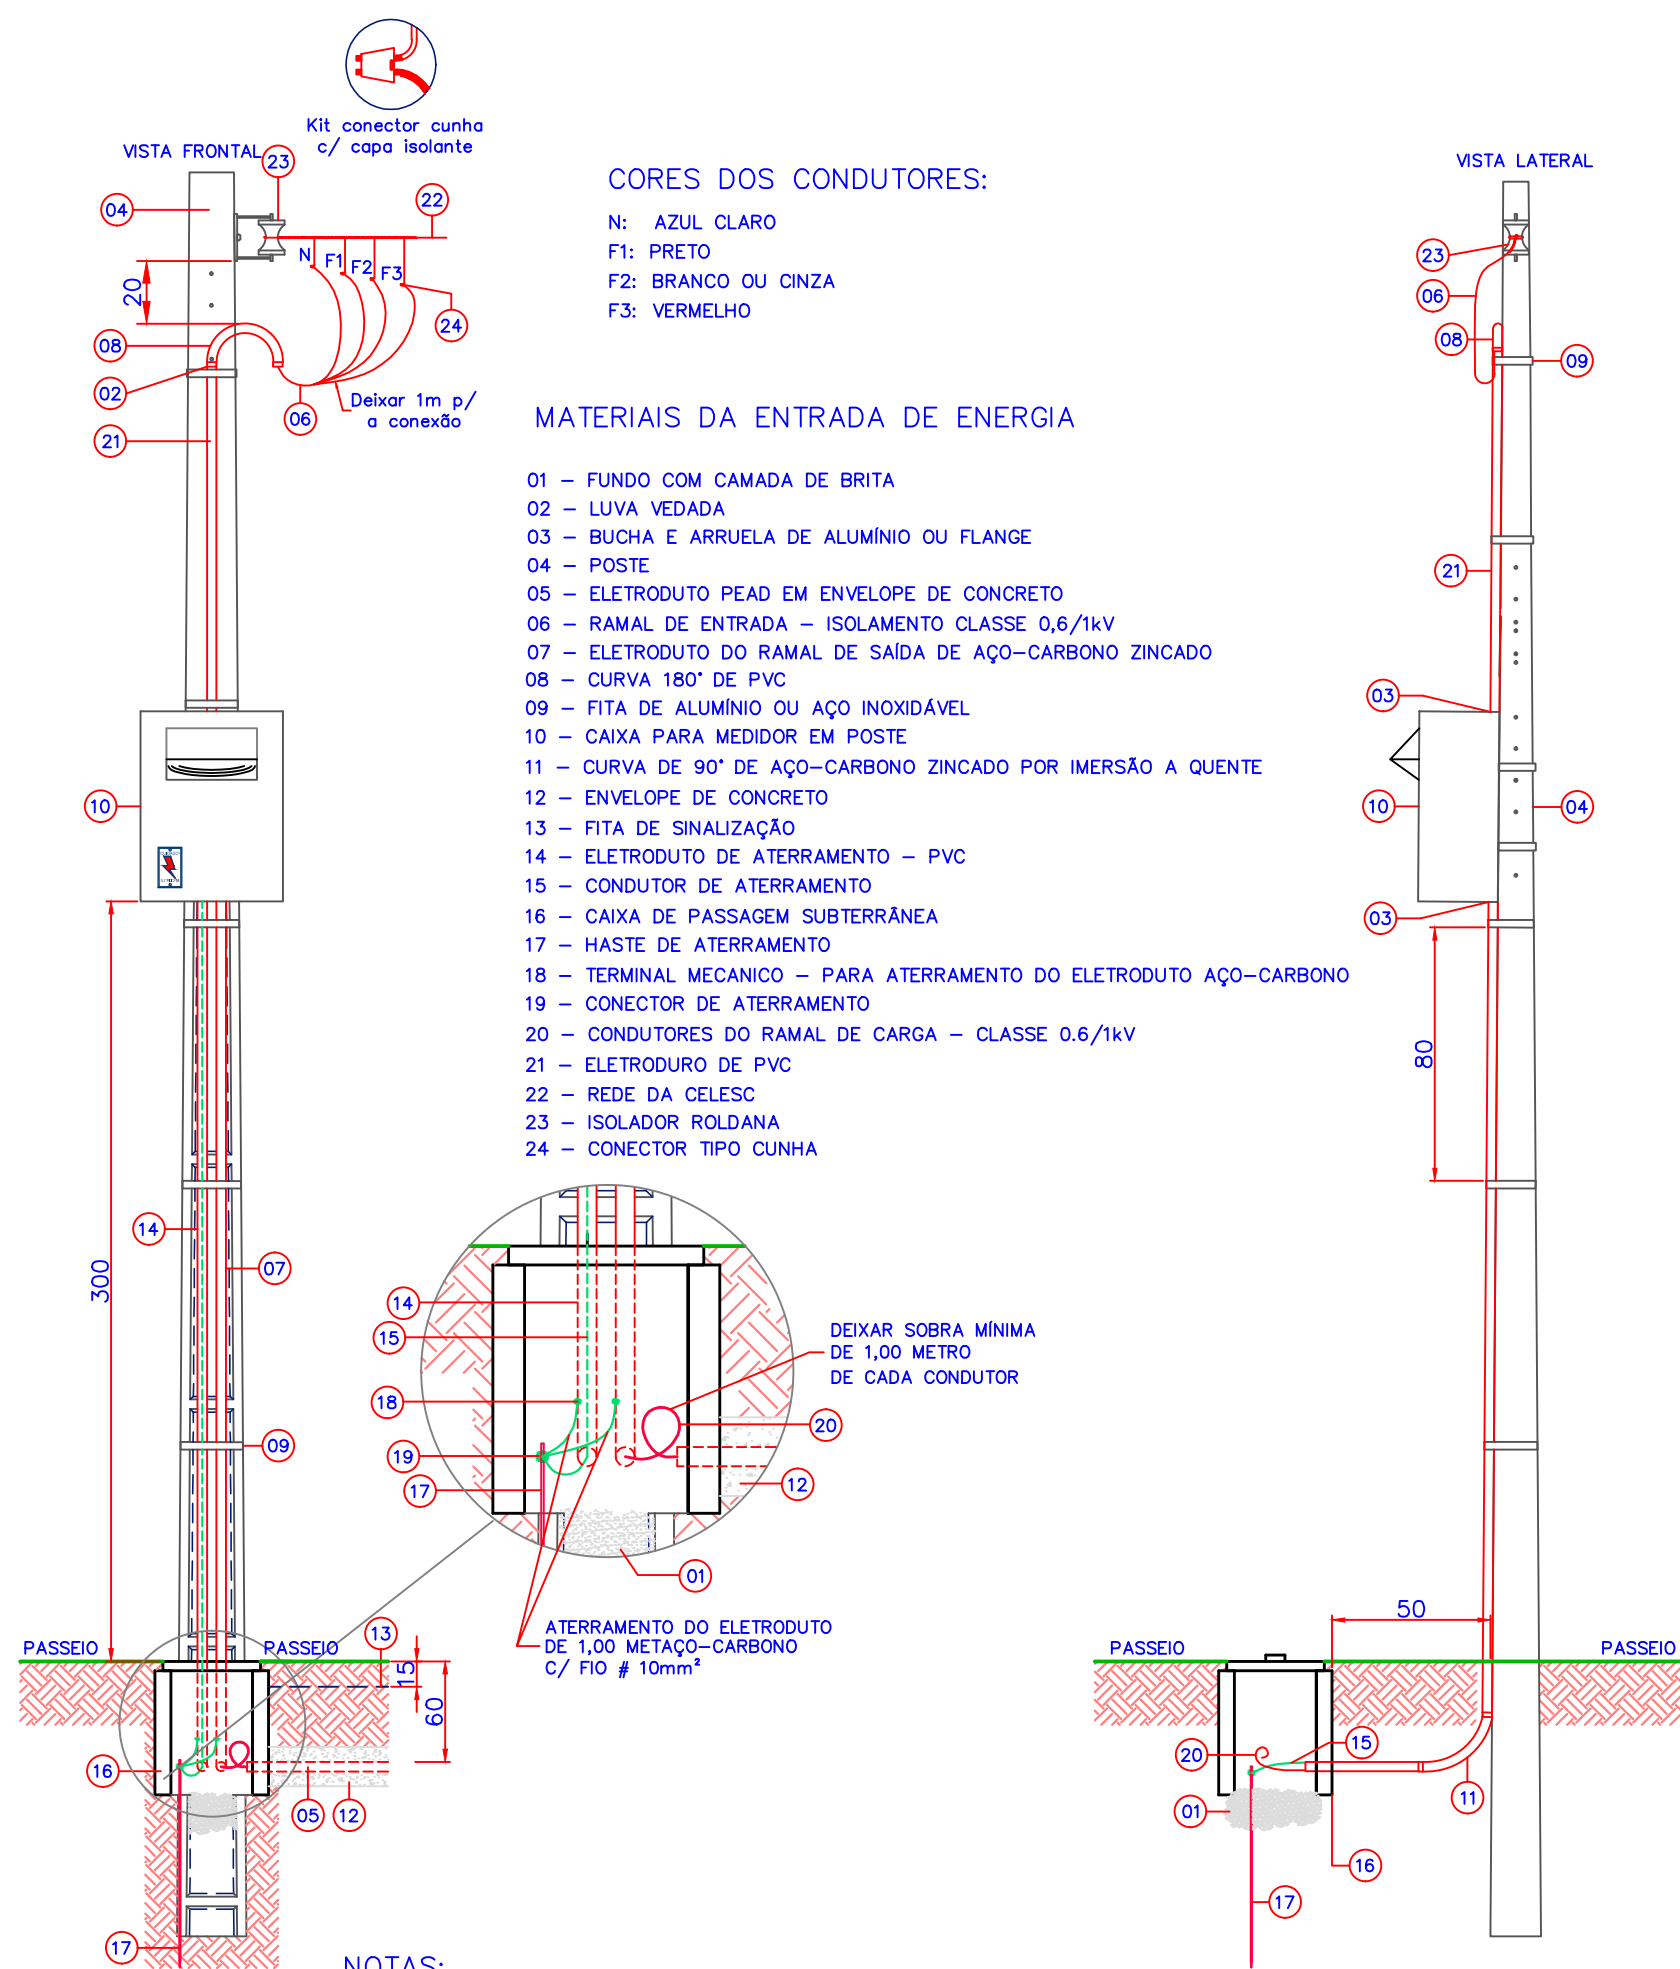 Kit conector cunha
c/ capa isolante
VISTA FRONTAL
23
04
22
N
F1
F2
F3
20
24
08
02
06
Deixar 1m p/
a conexão
21
10
300
14
07
09
PASSEIO
PASSEIO
13
15
60
16
05
12
17
CORES DOS CONDUTORES:
N: AZUL CLARO
F1: PRETO
F2: BRANCO OU CINZA
F3: VERMELHO
MATERIAIS DA ENTRADA DE ENERGIA
01 – FUNDO COM CAMADA DE BRITA
02 – LUVA VEDADA
03 – BUCHA E ARRUELA DE ALUMÍNIO OU FLANGE
04 – POSTE
05 – ELETRODUTO PEAD EM ENVELOPE DE CONCRETO
06 – RAMAL DE ENTRADA – ISOLAMENTO CLASSE 0,6/1kV
07 – ELETRODUTO DO RAMAL DE SAÍDA DE AÇO–CARBONO ZINCADO
08 – CURVA 180° DE PVC
09 – FITA DE ALUMÍNIO OU AÇO INOXIDÁVEL
10 – CAIXA PARA MEDIDOR EM POSTE
11 – CURVA DE 90° DE AÇO–CARBONO ZINCADO POR IMERSÃO A QUENTE
12 – ENVELOPE DE CONCRETO
13 – FITA DE SINALIZAÇÃO
14 – ELETRODUTO DE ATERRAMENTO – PVC
15 – CONDUTOR DE ATERRAMENTO
16 – CAIXA DE PASSAGEM SUBTERRÂNEA
17 – HASTE DE ATERRAMENTO
18 – TERMINAL MECANICO – PARA ATERRAMENTO DO ELETRODUTO AÇO–CARBONO
19 – CONECTOR DE ATERRAMENTO
20 – CONDUTORES DO RAMAL DE CARGA – CLASSE 0.6/1kV
21 – ELETRODURO DE PVC
22 – REDE DA CELESC
23 – ISOLADOR ROLDANA
24 – CONECTOR TIPO CUNHA
14
15
18
19
17
DEIXAR SOBRA MÍNIMA
DE 1,00 METRO
DE CADA CONDUTOR
20
12
01
ATERRAMENTO DO ELETRODUTO
DE 1,00 METAÇO–CARBONO
C/ FIO # 10mm²
NOTAS:
VISTA LATERAL
23
06
08
09
21
03
10
04
03
80
50
PASSEIO
PASSEIO
20
15
01
11
16
17